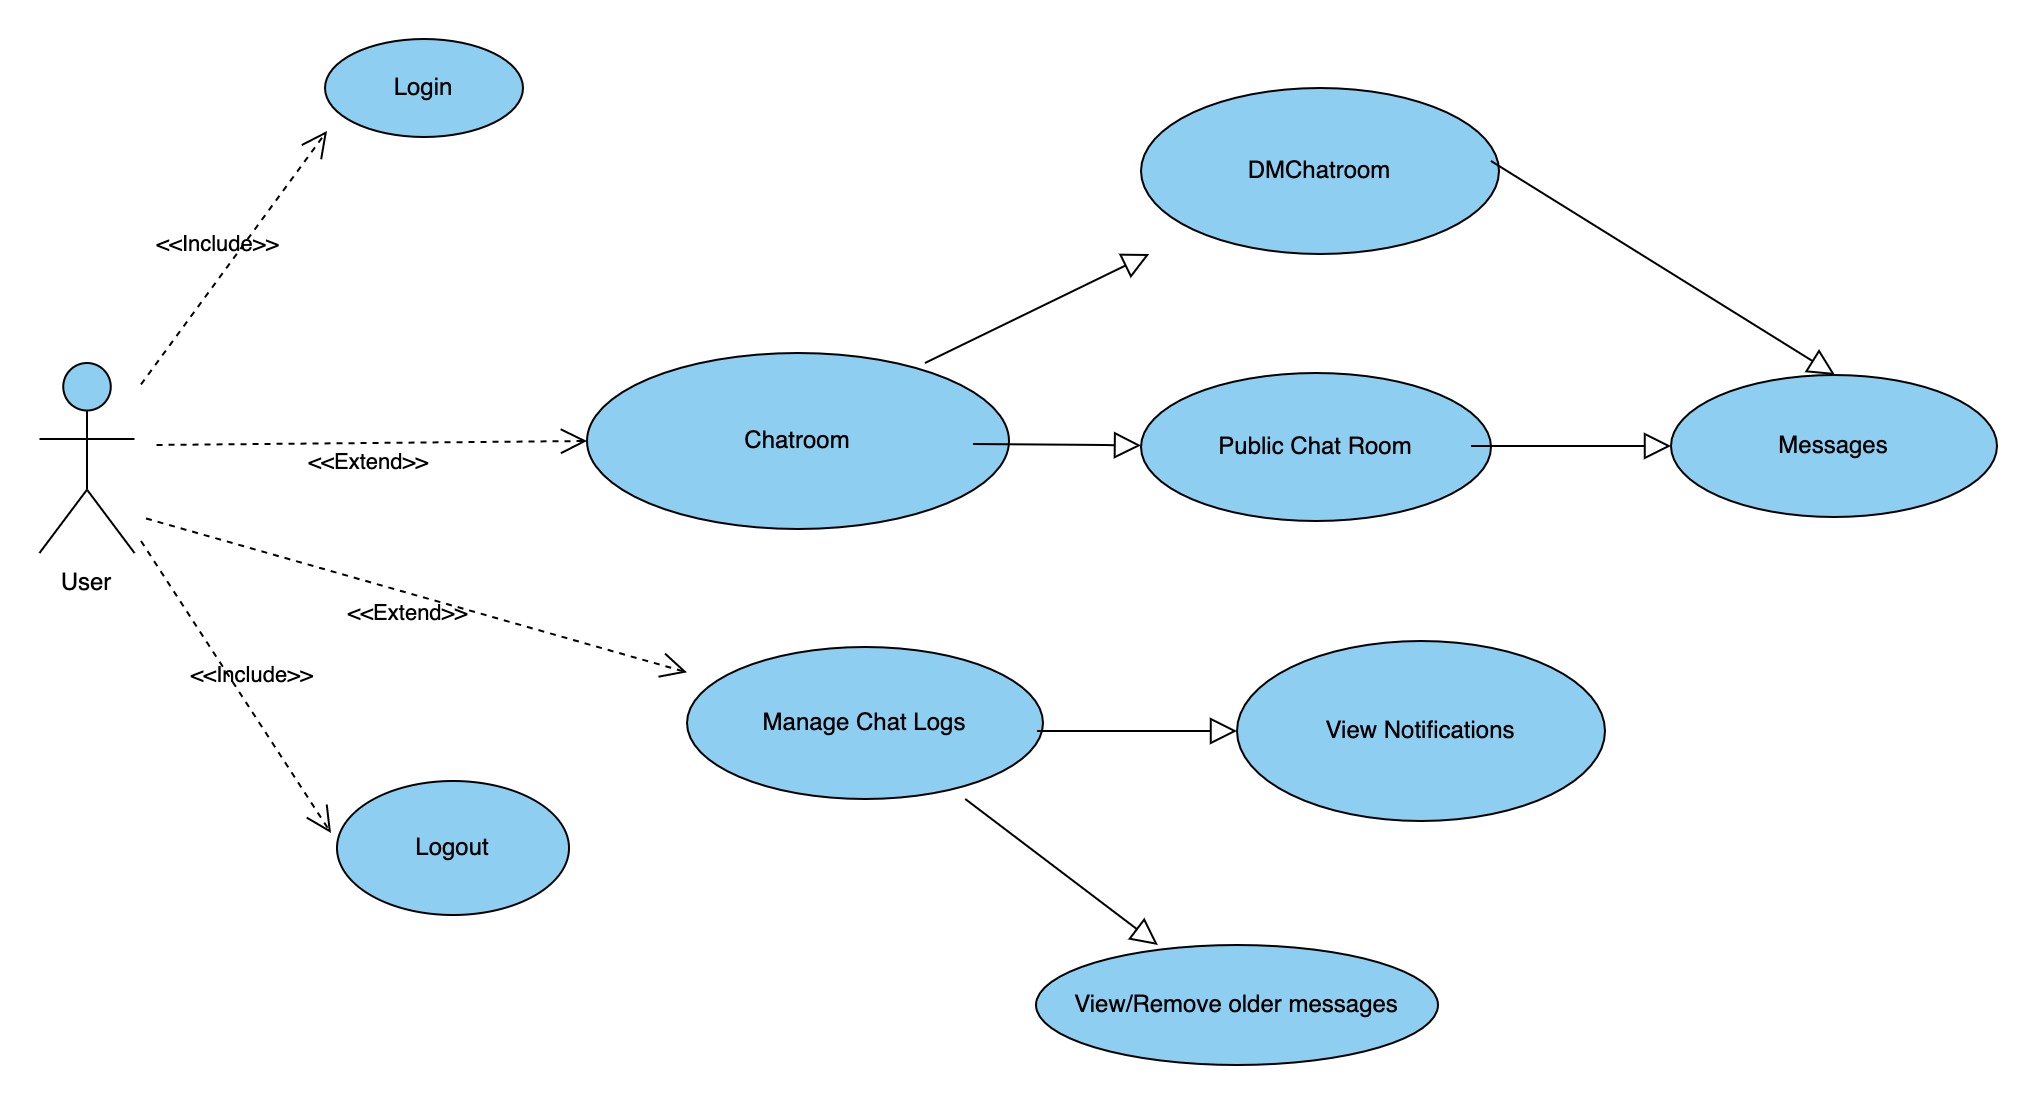 Login
DMChatroom
<<Include>>
Chatroom
Public Chat Room
Messages
<<Extend>>
User
<<Extend>>
<<Include>>
Manage Chat Logs
View Notifications
Logout
View/Remove older messages